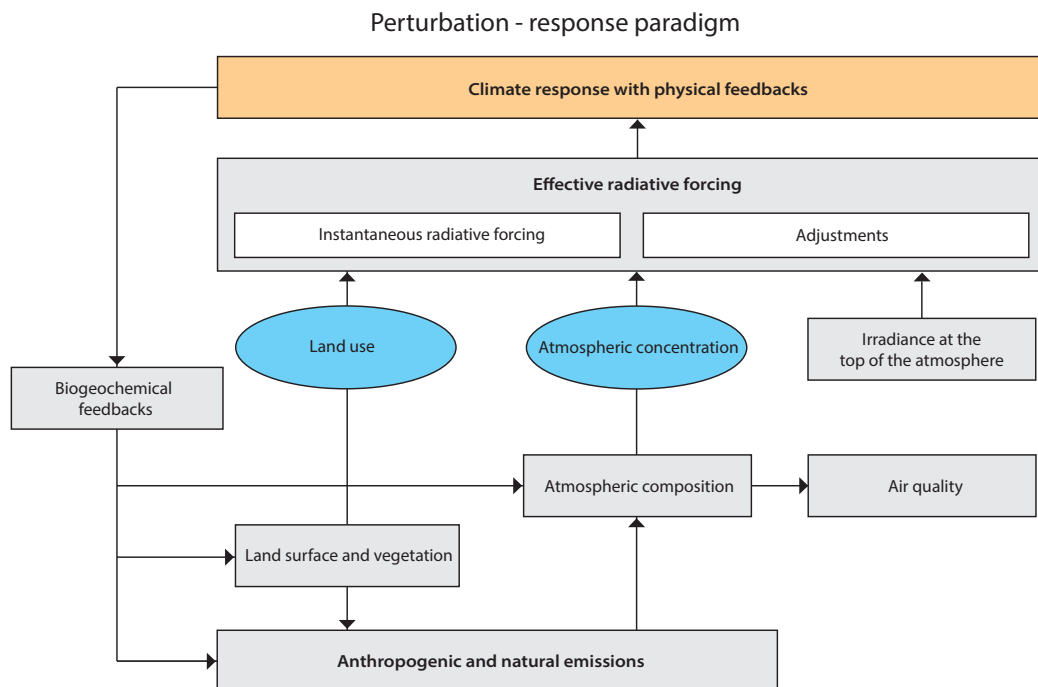 Perturbation - response paradigm
Climate response with physical feedbacks
Effective radiative forcing
Instantaneous radiative forcing
Adjustments
Land use
Atmospheric concentration
Irradiance at the
top of the atmosphere
Biogeochemical
feedbacks
Atmospheric composition
Air quality
Land surface and vegetation
Anthropogenic and natural emissions